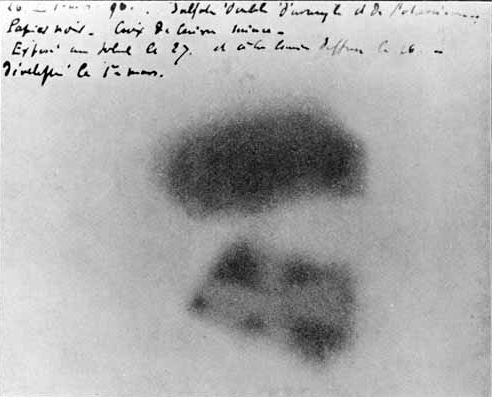 96. Sulfate double d'uranyle et de Potassium
Papier noir. Croix de Cuivre mince.
Exposé au soleil le 27. et à la lumière diffuse le 26.
Développé le 1er mars.